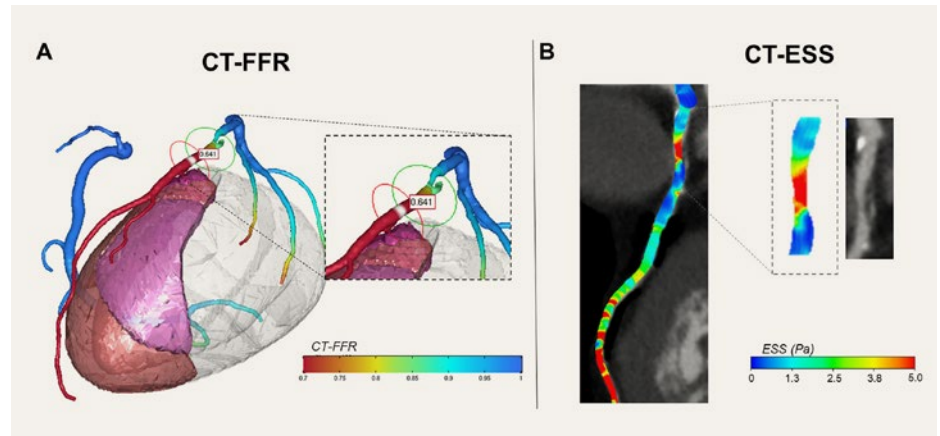 A
CT-FFR
0.641
0.641
CT-FFR
0.7 0.75 0.8 0.85 0.9 0.95 1
B
CT-ESS
ESS (Pa)
0 1.3 2.5 3.8 5.0